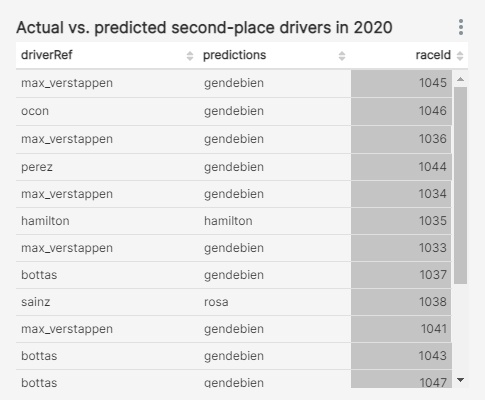 Actual vs. predicted second-place drivers in 2020
driverRef predictions raceId
max_verstappen gendebien 1045
ocon gendebien 1046
max_verstappen gendebien 1036
perez gendebien 1044
max_verstappen gendebien 1034
hamilton hamilton 1035
max_verstappen gendebien 1033
bottas gendebien 1037
sainz rosa 1038
max_verstappen gendebien 1041
bottas gendebien 1043
bottas gendebien 1047